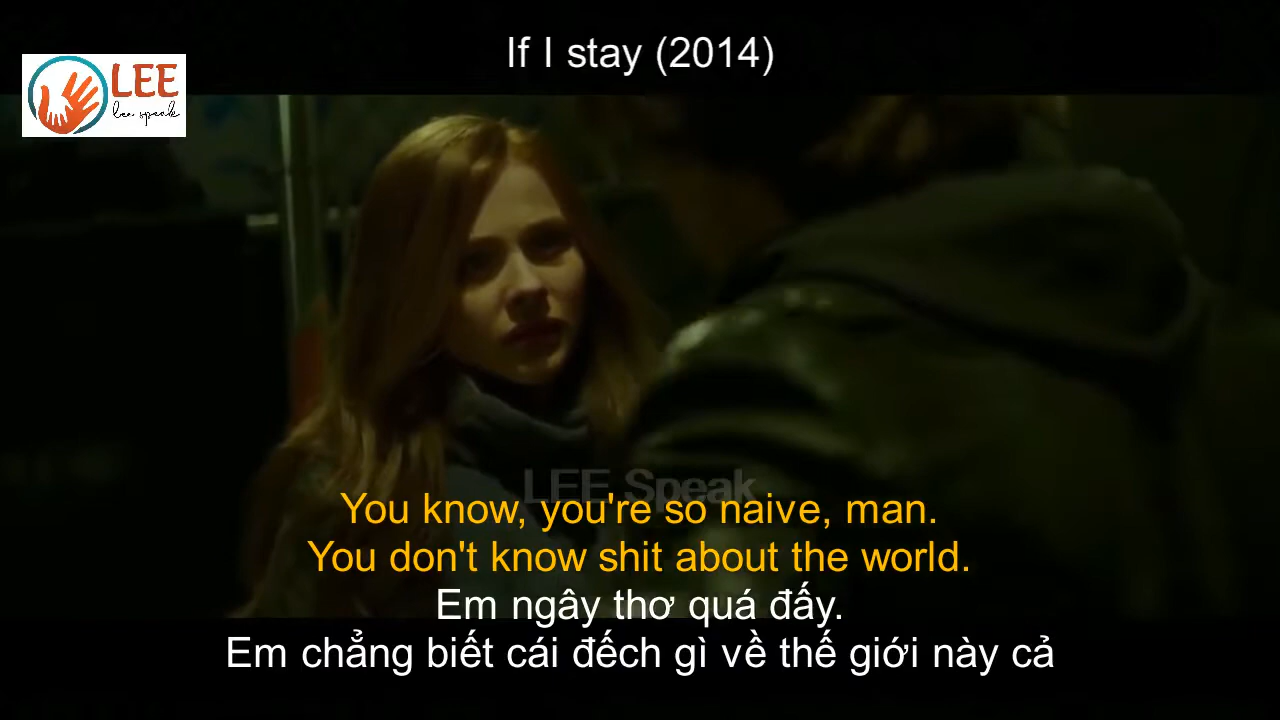 If I stay (2014)
LEE
lee speak
LEE Speak
You know, you're so naive, man.
You don't know shit about the world.
Em ngây thơ quá đấy.
Em chẳng biết cái đếch gì về thế giới này cả